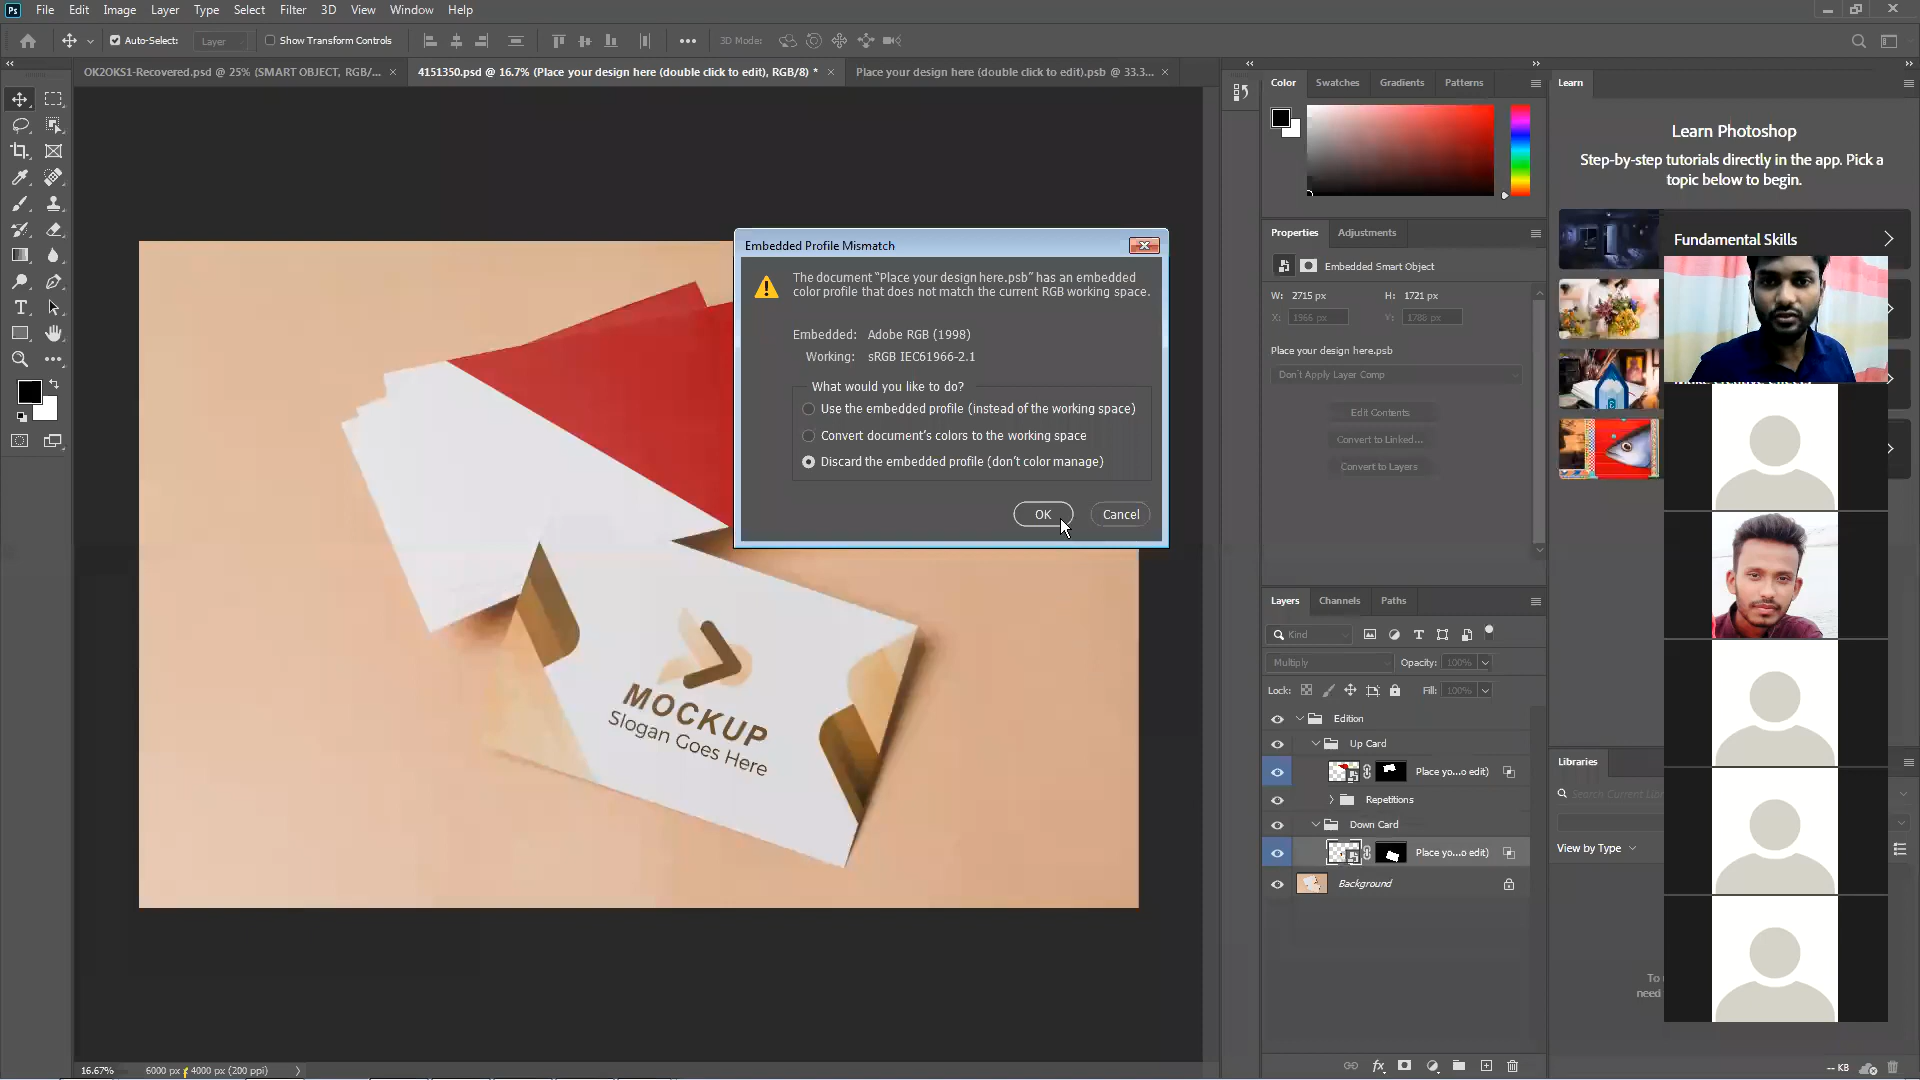 Ps File Edit Image Layer Type Select Filter 3D View Window Help
Auto-Select: Layer Show Transform Controls 3D Mode:
OK2OKS1-Recovered.psd @ 25% (SMART OBJECT, RGB/... × 4151350.psd @ 16.7% (Place your design here (double click to edit), RGB/8) * × Place your design here (double click to edit).psb @ 33.3... ×
Color Swatches Gradients Patterns
Learn
Learn Photoshop
Step-by-step tutorials directly in the app. Pick a
topic below to begin.
Fundamental Skills
Properties Adjustments
Embedded Smart Object
W: 2715 px H: 1721 px
X: 1966 px Y: 1788 px
Place your design here.psb
Don't Apply Layer Comp
Edit Contents
Convert to Linked...
Convert to Layers
Embedded Profile Mismatch
The document “Place your design here.psb” has an embedded
color profile that does not match the current RGB working space.
Embedded: Adobe RGB (1998)
Working: sRGB IEC61966-2.1
What would you like to do?
Use the embedded profile (instead of the working space)
Convert document's colors to the working space
Discard the embedded profile (don't color manage)
OK Cancel
MOCKUP
Slogan Goes Here
Layers Channels Paths
Kind
Multiply Opacity: 100%
Lock: Fill: 100%
Edition
Up Card
Place yo...o edit)
Repetitions
Down Card
Place yo...o edit)
Background
Libraries
Search Current Libr
View by Type
To u
need
-- KB
16.67% 6000 px x 4000 px (200 ppi)